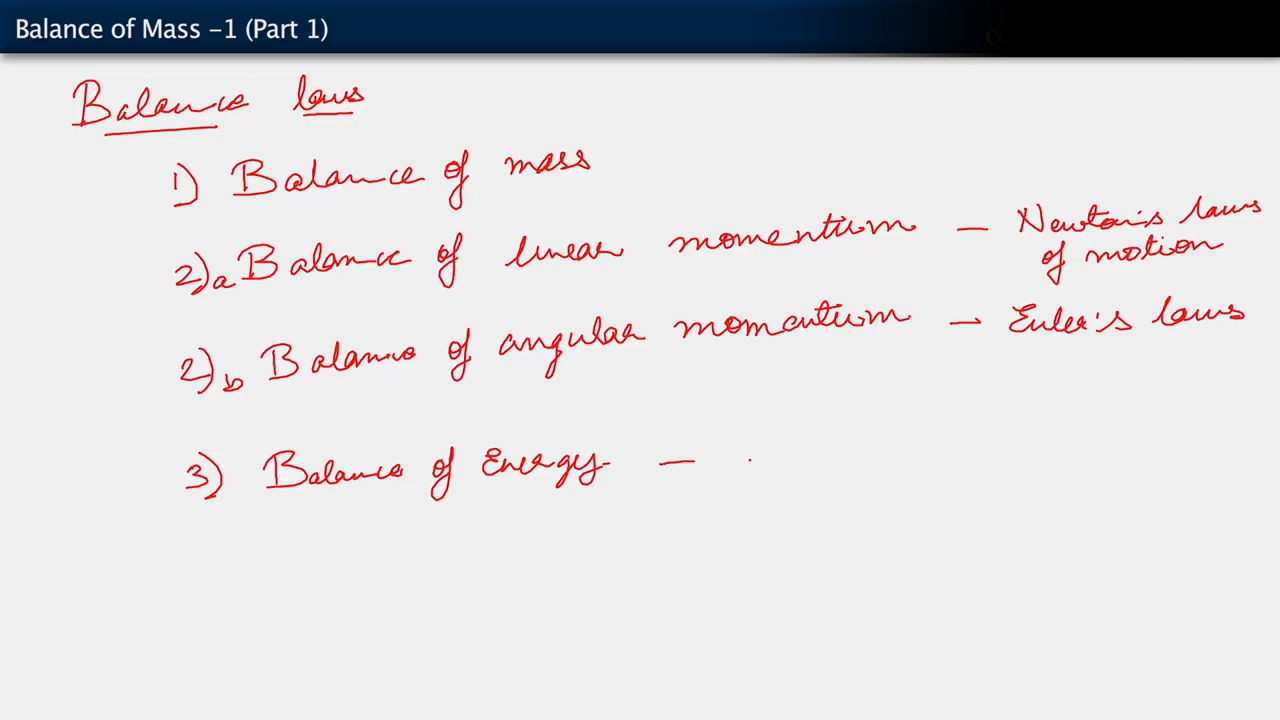 Balance of Mass -1 (Part 1)
Balance laws
1) Balance of mass
2)a Balance of linear momentum — Newton's laws
of motion
2)b Balance of angular momentum — Euler's laws
3) Balance of Energy —